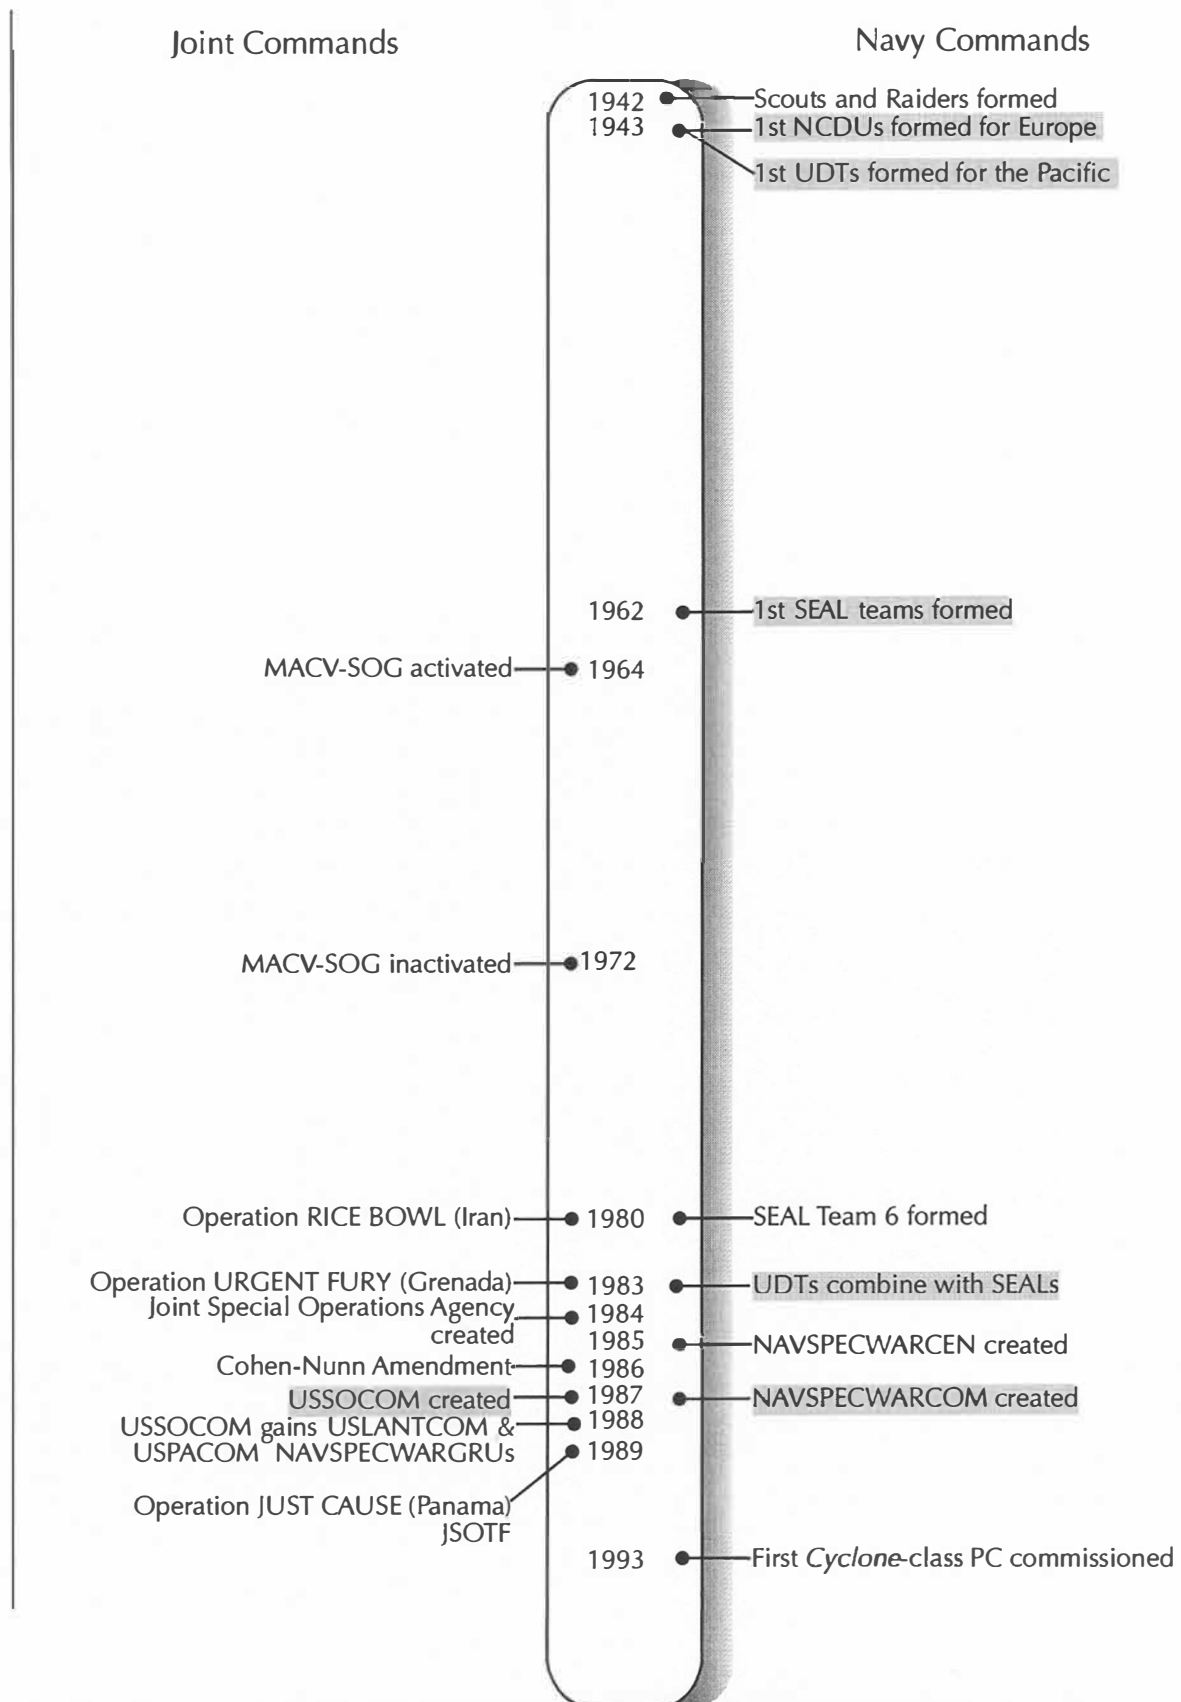 Joint Commands
Navy Commands
1942 Scouts and Raiders formed
1943 1st NCDUs formed for Europe
1st UDTs formed for the Pacific
1962 1st SEAL teams formed
MACV-SOG activated 1964
MACV-SOG inactivated 1972
Operation RICE BOWL (Iran) 1980 SEAL Team 6 formed
Operation URGENT FURY (Grenada) 1983 UDTs combine with SEALs
Joint Special Operations Agency 1984
created
1985 NAVSPECWARCEN created
Cohen-Nunn Amendment 1986
USSOCOM created 1987 NAVSPECWARCOM created
USSOCOM gains USLANTCOM & 1988
USPACOM NAVSPECWARGRUs
1989
Operation JUST CAUSE (Panama)
JSOTF
1993 First Cyclone-class PC commissioned